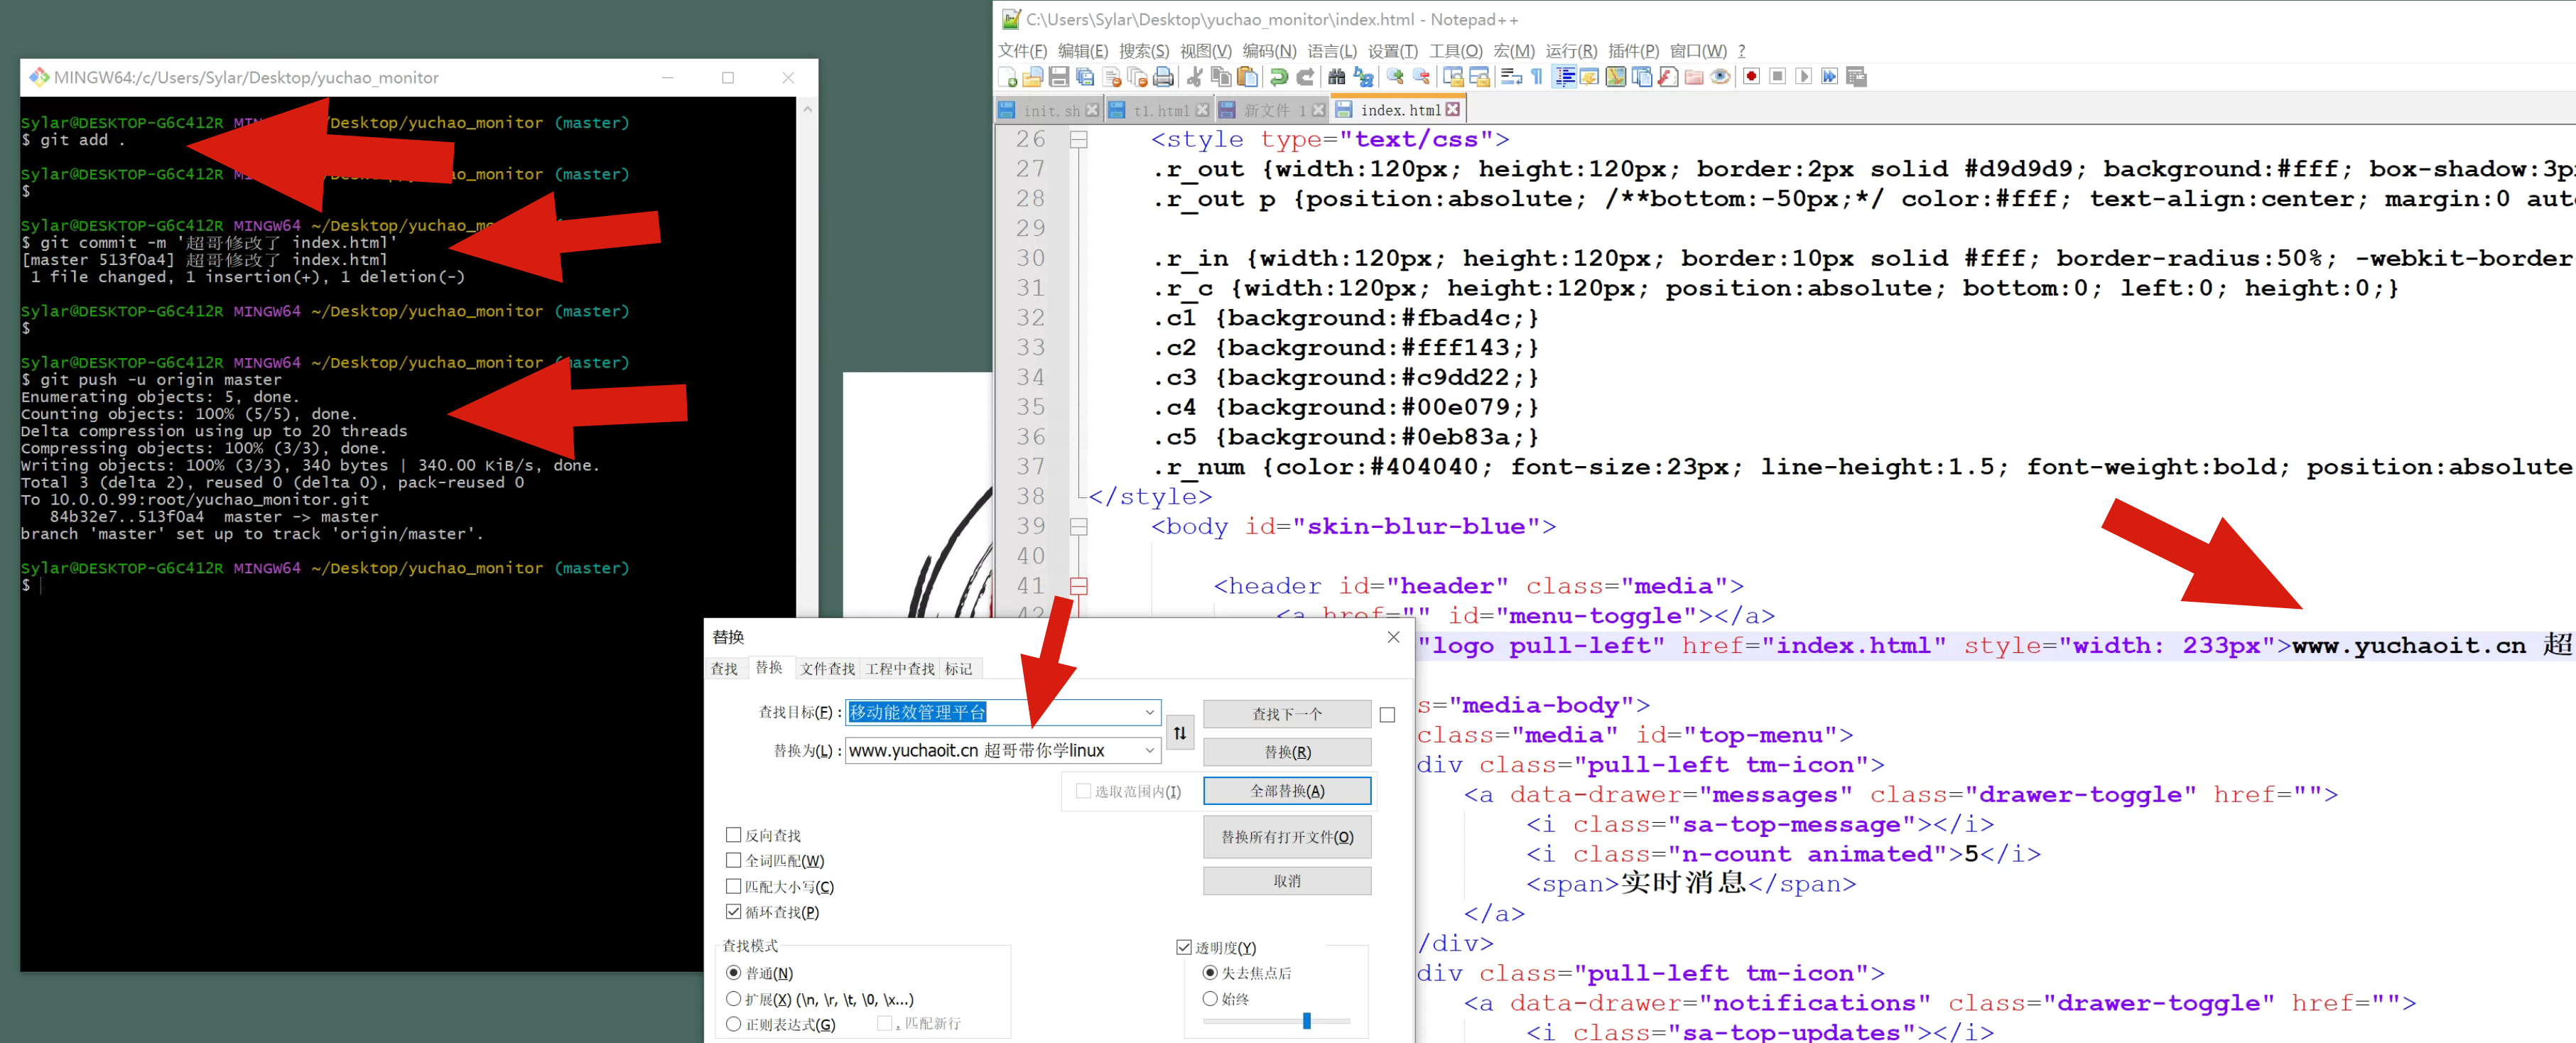 MINGW64:/c/Users/Sylar/Desktop/yuchao_monitor
Sylar@DESKTOP-G6C412R /Desktop/yuchao_monitor (master)
$ git add .
Sylar@DESKTOP-G6C412R yuchao_monitor (master)
$
Sylar@DESKTOP-G6C412R MINGW64 ~/Desktop/yuchao_mon
$ git commit -m '超哥修改了 index.html'
[master 513f0a4] 超哥修改了 index.html
1 file changed, 1 insertion(+), 1 deletion(-)
Sylar@DESKTOP-G6C412R MINGW64 ~/Desktop/yuchao_monitor (master)
$
Sylar@DESKTOP-G6C412R MINGW64 ~/Desktop/yuchao_monitor (master)
$ git push -u origin master
Enumerating objects: 5, done.
Counting objects: 100% (5/5), done.
Delta compression using up to 20 threads
Compressing objects: 100% (3/3), done.
Writing objects: 100% (3/3), 340 bytes | 340.00 KiB/s, done.
Total 3 (delta 2), reused 0 (delta 0), pack-reused 0
To 10.0.0.99:root/yuchao_monitor.git
84b32e7..513f0a4  master -> master
branch 'master' set up to track 'origin/master'.
Sylar@DESKTOP-G6C412R MINGW64 ~/Desktop/yuchao_monitor (master)
$
C:\Users\Sylar\Desktop\yuchao_monitor\index.html - Notepad++
文件(F) 编辑(E) 搜索(S) 视图(V) 编码(N) 语言(L) 设置(T) 工具(O) 宏(M) 运行(R) 插件(P) 窗口(W) ?
init.sh t1.html 新文件 1 index.html
26 <style type="text/css">
27 .r_out {width:120px; height:120px; border:2px solid #d9d9d9; background:#fff; box-shadow:3p
28 .r_out p {position:absolute; /**bottom:-50px;*/ color:#fff; text-align:center; margin:0 aut
29
30 .r_in {width:120px; height:120px; border:10px solid #fff; border-radius:50%; -webkit-border
31 .r_c {width:120px; height:120px; position:absolute; bottom:0; left:0; height:0;}
32 .c1 {background:#fbad4c;}
33 .c2 {background:#fff143;}
34 .c3 {background:#c9dd22;}
35 .c4 {background:#00e079;}
36 .c5 {background:#0eb83a;}
37 .r_num {color:#404040; font-size:23px; line-height:1.5; font-weight:bold; position:absolute
38 </style>
39 <body id="skin-blur-blue">
40
41 <header id="header" class="media">
42 <a href="" id="menu-toggle"></a>
"logo pull-left" href="index.html" style="width: 233px">www.yuchaoit.cn 超
s="media-body">
class="media" id="top-menu">
div class="pull-left tm-icon">
<a data-drawer="messages" class="drawer-toggle" href="">
<i class="sa-top-message"></i>
<i class="n-count animated">5</i>
<span>实时消息</span>
</a>
/div>
div class="pull-left tm-icon">
<a data-drawer="notifications" class="drawer-toggle" href="">
<i class="sa-top-updates"></i>
替换
查找 替换 文件查找 工程中查找 标记
查找目标(F) : 移动能效管理平台
查找下一个
替换为(L) : www.yuchaoit.cn 超哥带你学linux
替换(R)
选取范围内(I)
全部替换(A)
替换所有打开文件(O)
取消
反向查找
全词匹配(W)
匹配大小写(C)
循环查找(P)
查找模式
普通(N)
扩展(X) (\n, \r, \t, \0, \x...)
正则表达式(G) . 匹配新行
透明度(Y)
失去焦点后
始终